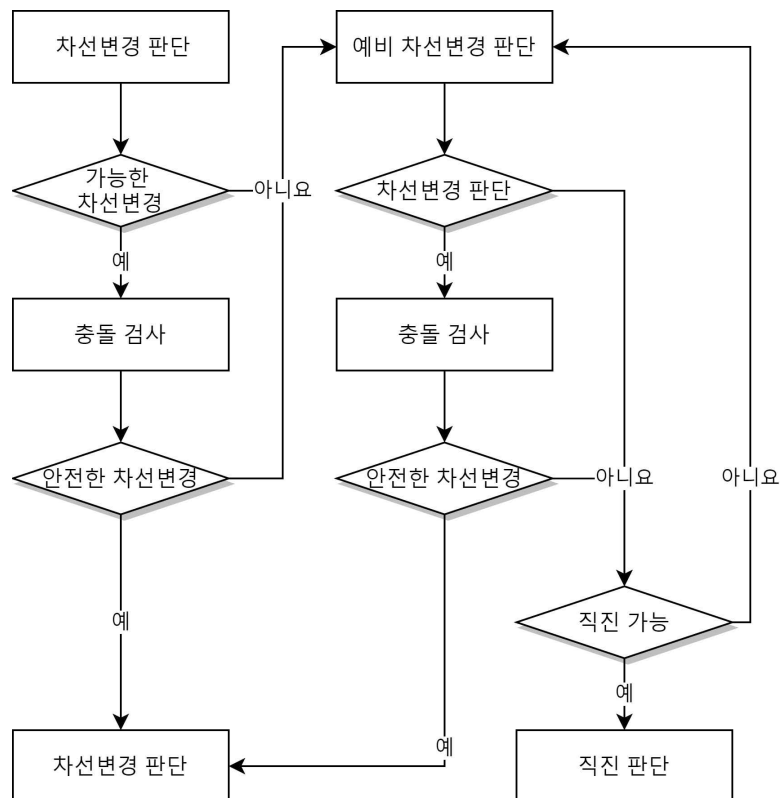 차선변경 판단
예비 차선변경 판단
가능한
차선변경
아니요
차선변경 판단
예
예
충돌 검사
충돌 검사
안전한 차선변경
안전한 차선변경
아니요
아니요
예
직진 가능
예
예
차선변경 판단
직진 판단